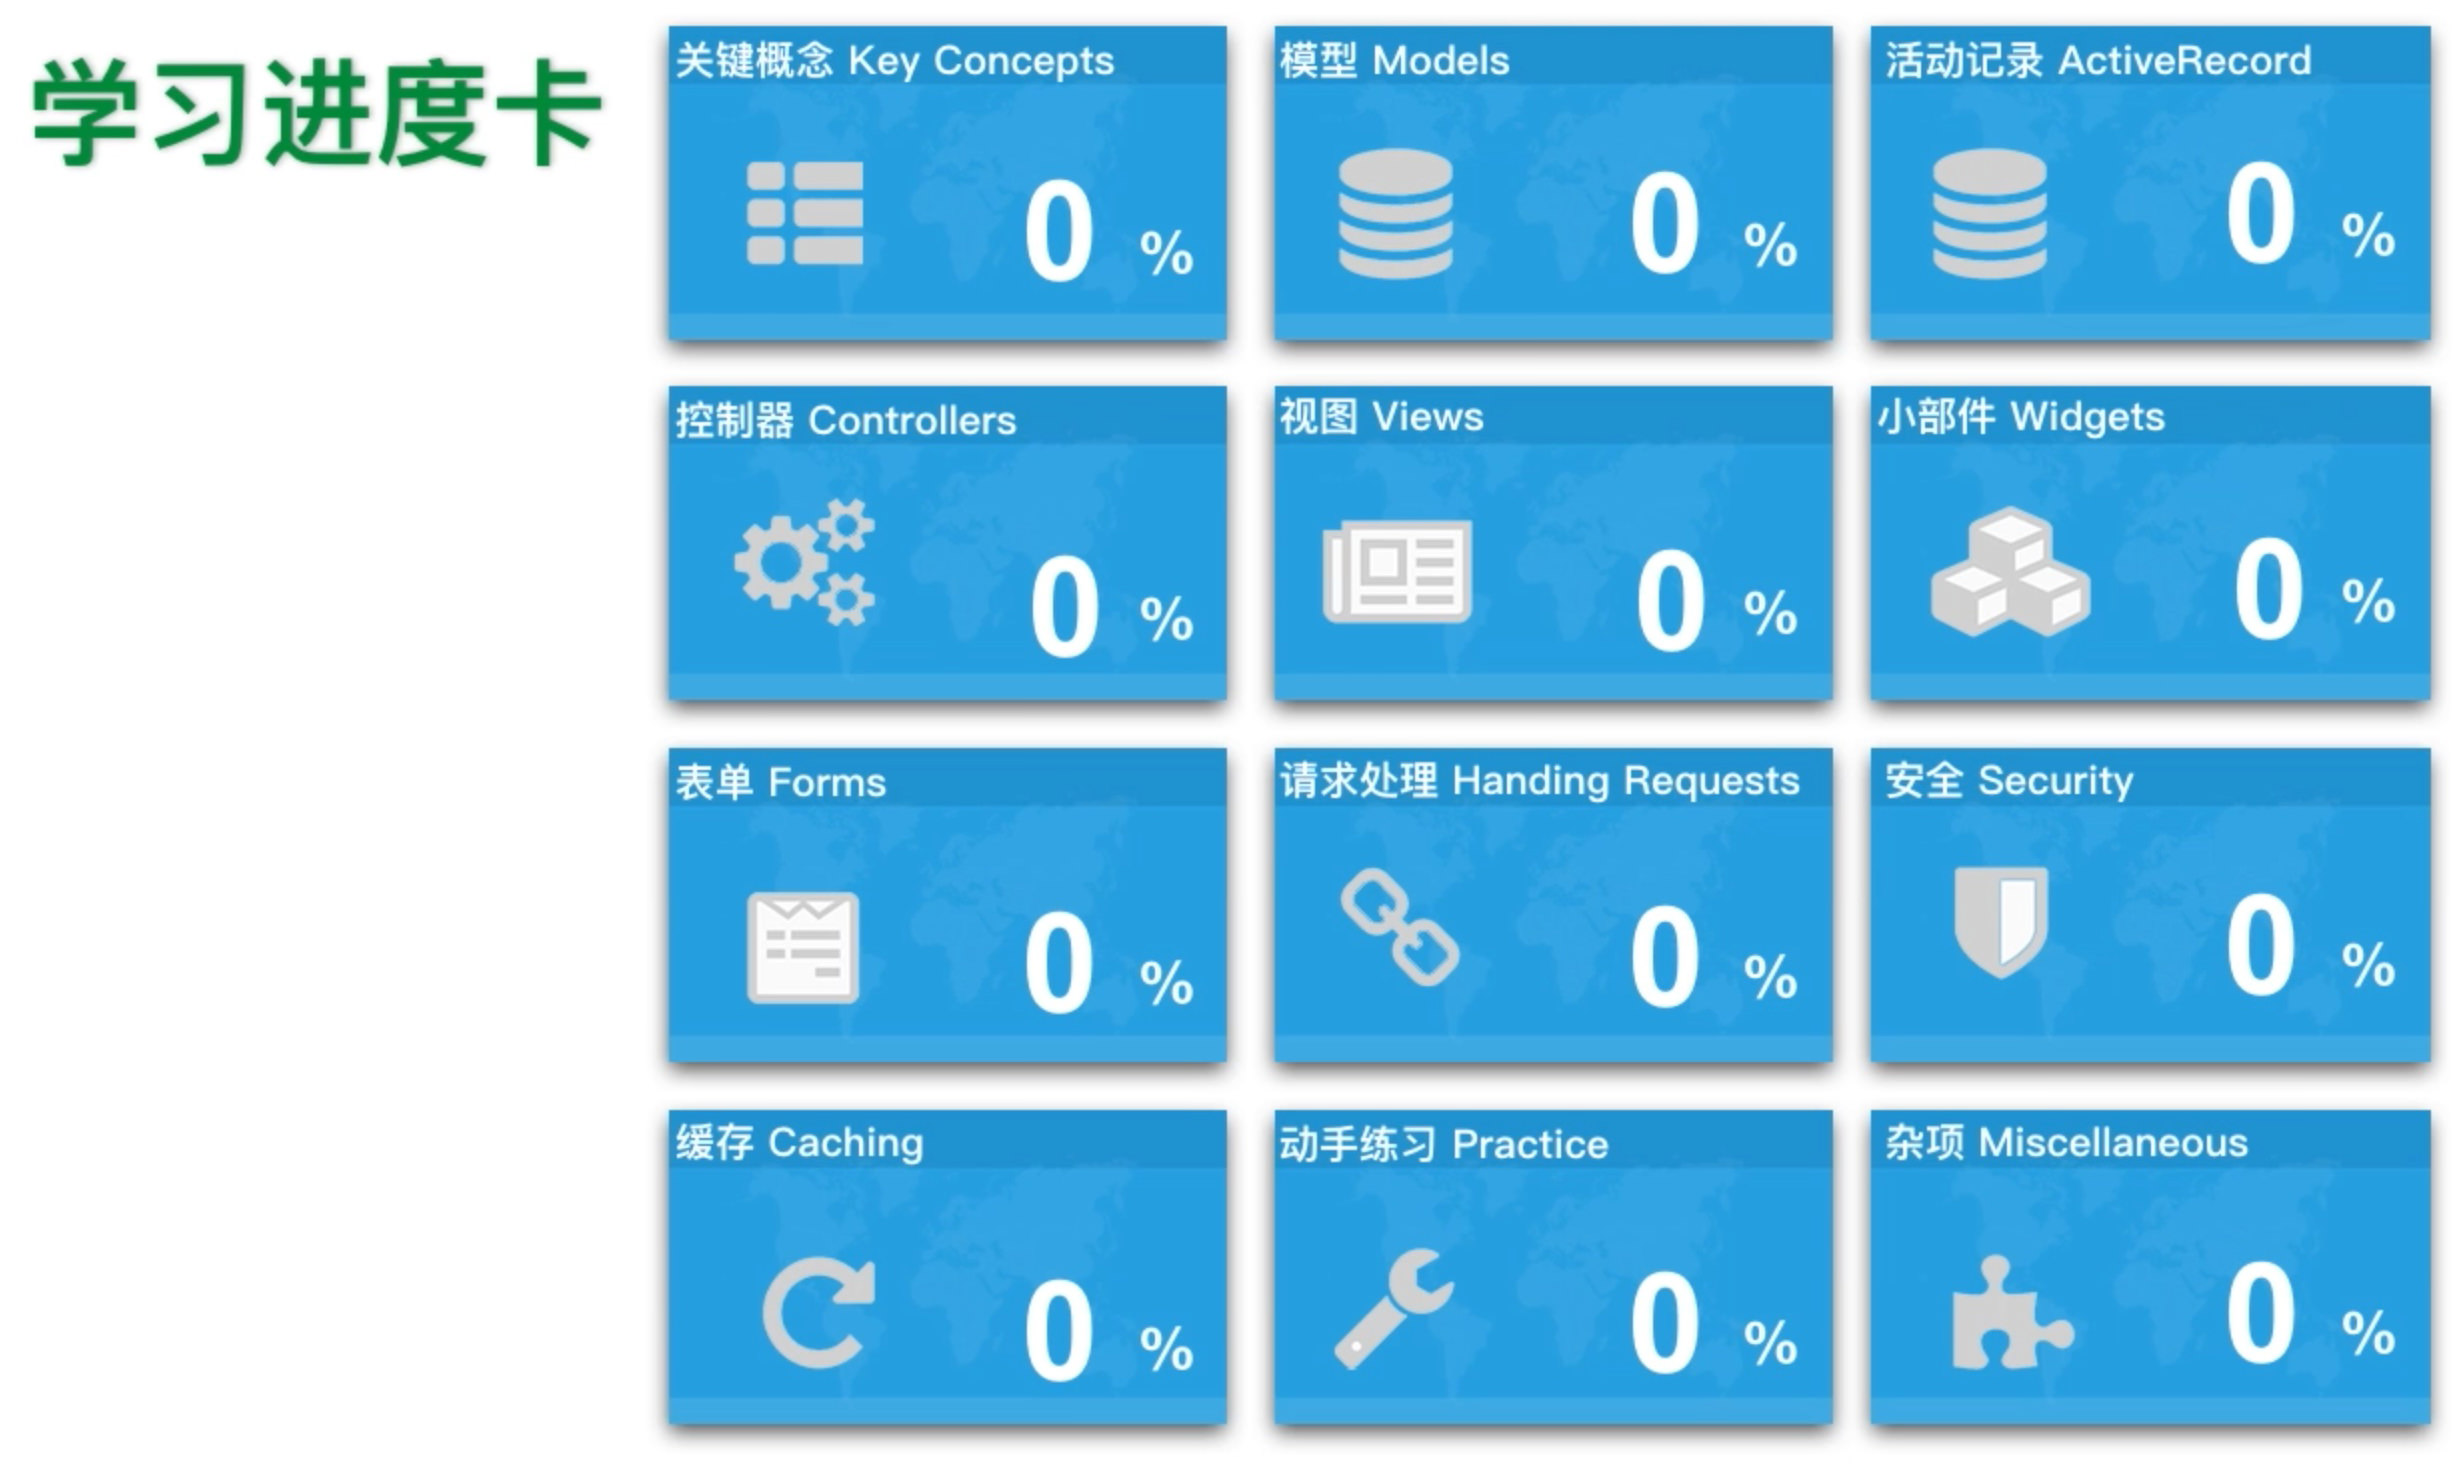 学习进度卡
关键概念 Key Concepts
0 %
模型 Models
0 %
活动记录 ActiveRecord
0 %
控制器 Controllers
0 %
视图 Views
0 %
小部件 Widgets
0 %
表单 Forms
0 %
请求处理 Handing Requests
0 %
安全 Security
0 %
缓存 Caching
0 %
动手练习 Practice
0 %
杂项 Miscellaneous
0 %